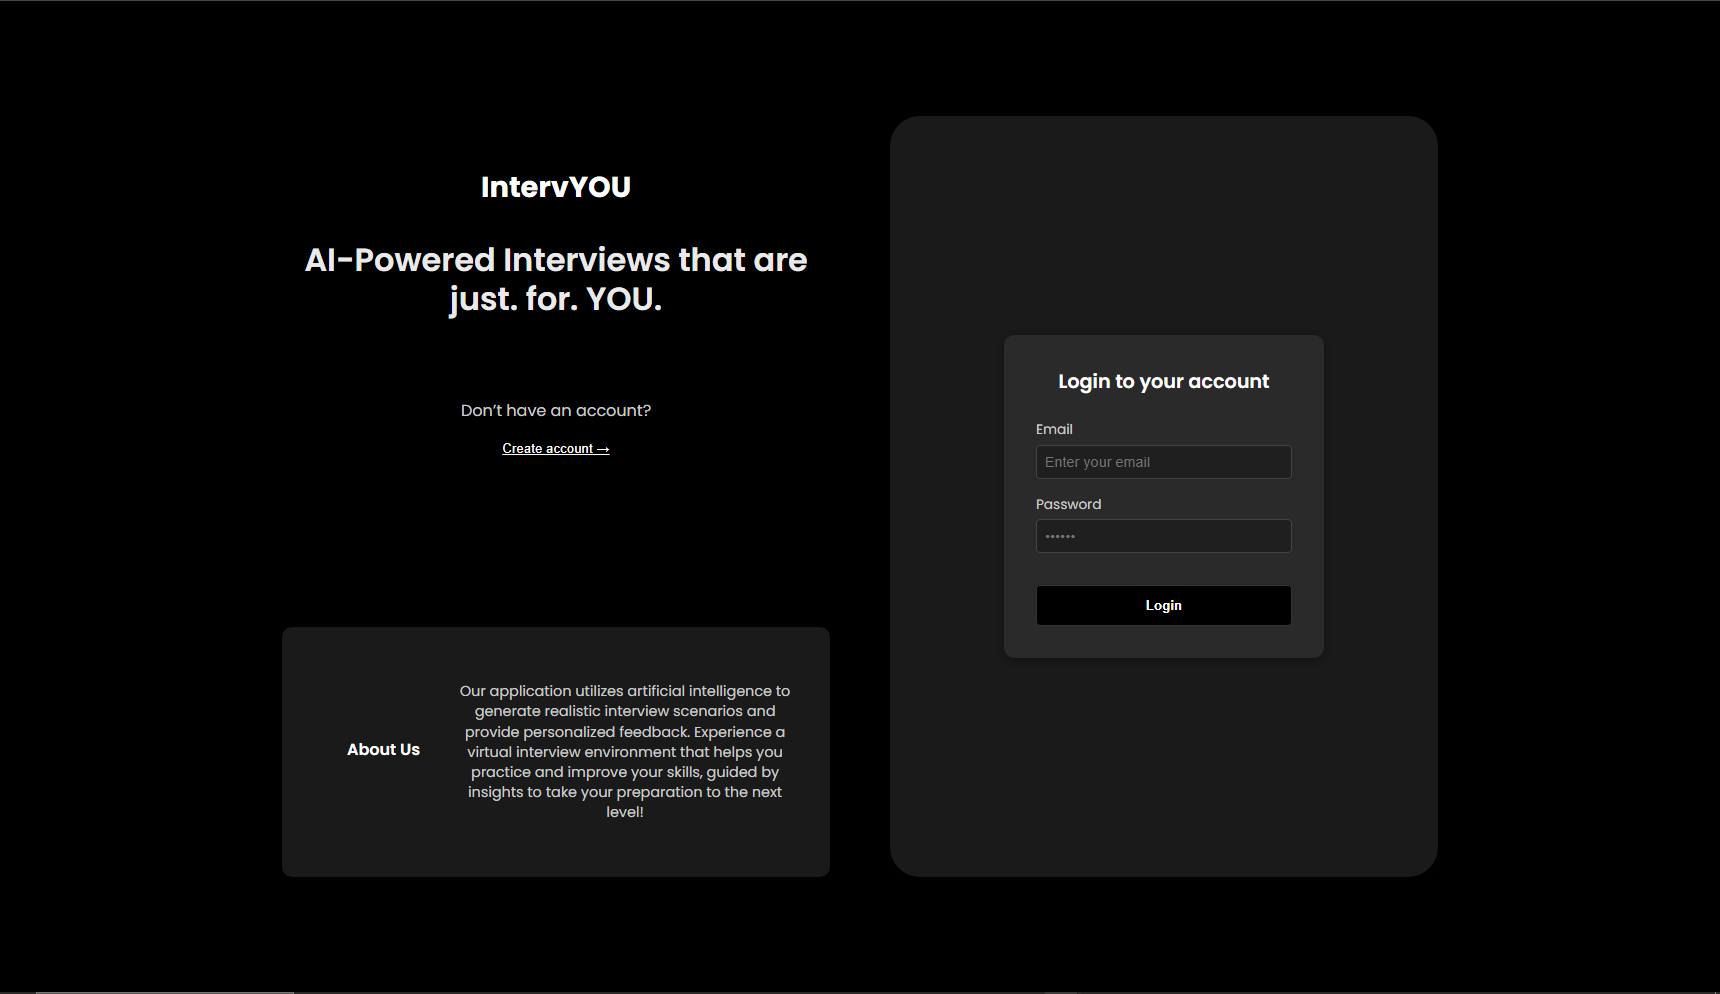 IntervYOU
AI-Powered Interviews that are
just. for. YOU.
Don’t have an account?
Create account →
About Us
Our application utilizes artificial intelligence to
generate realistic interview scenarios and
provide personalized feedback. Experience a
virtual interview environment that helps you
practice and improve your skills, guided by
insights to take your preparation to the next
level!
Login to your account
Email
Enter your email
Password
••••••
Login